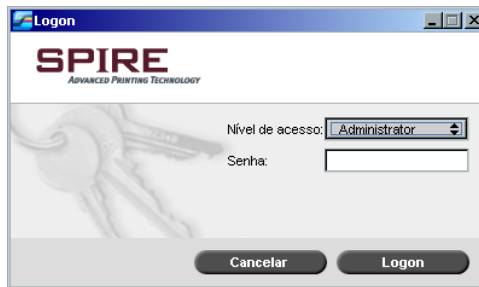 Logon
SPIRE
ADVANCED PRINTING TECHNOLOGY
Nível de acesso: Administrator
Senha:
Cancelar Logon